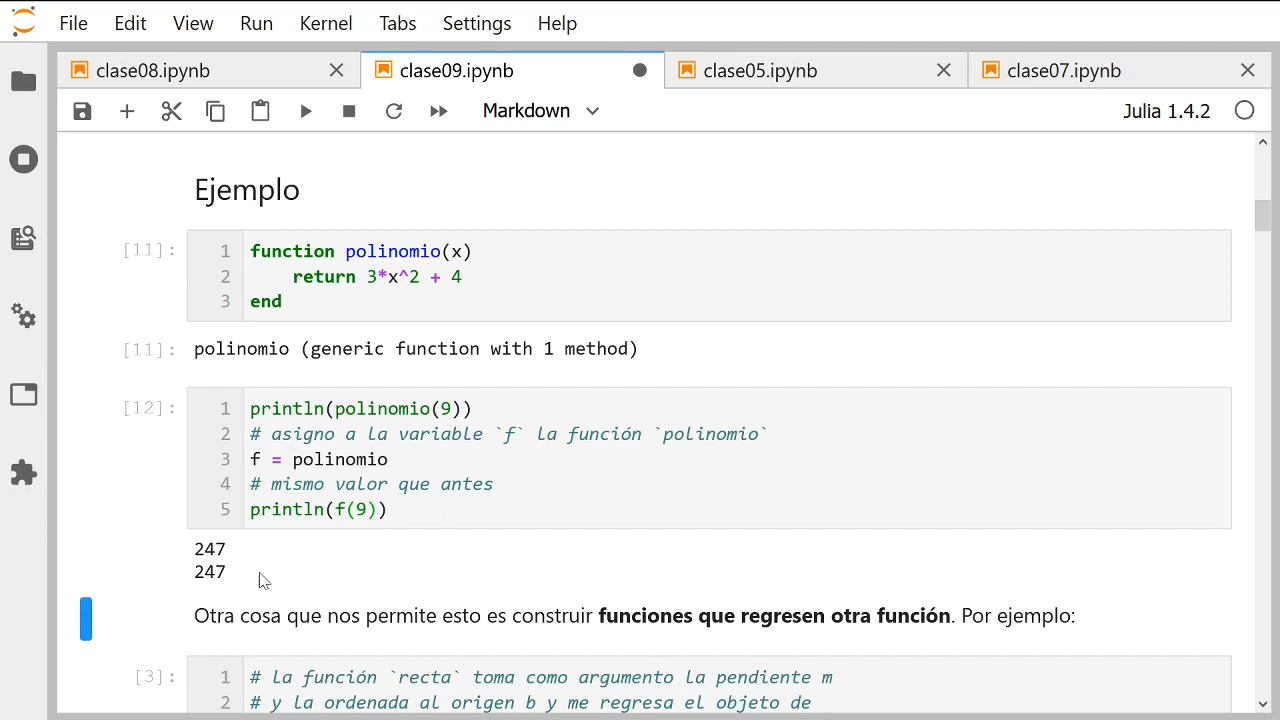 File Edit View Run Kernel Tabs Settings Help
clase08.ipynb clase09.ipynb clase05.ipynb clase07.ipynb
Markdown Julia 1.4.2
Ejemplo
[11]: 1 function polinomio(x)
2 return 3*x^2 + 4
3 end
[11]: polinomio (generic function with 1 method)
[12]: 1 println(polinomio(9))
2 # asigno a la variable `f` la función `polinomio`
3 f = polinomio
4 # mismo valor que antes
5 println(f(9))
247
247
Otra cosa que nos permite esto es construir funciones que regresen otra función. Por ejemplo:
[3]: 1 # la función `recta` toma como argumento la pendiente m
2 # y la ordenada al origen b y me regresa el objeto de